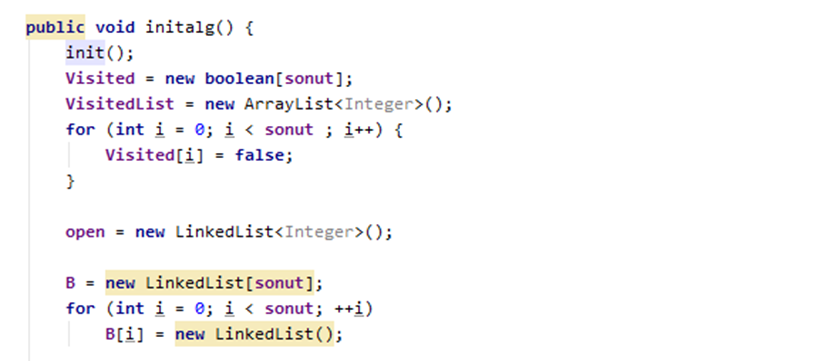 public void initalg() {
init();
Visited = new boolean[sonut];
VisitedList = new ArrayList<Integer>();
for (int i = 0; i < sonut ; i++) {
Visited[i] = false;
}
open = new LinkedList<Integer>();
B = new LinkedList[sonut];
for (int i = 0; i < sonut; ++i)
B[i] = new LinkedList();